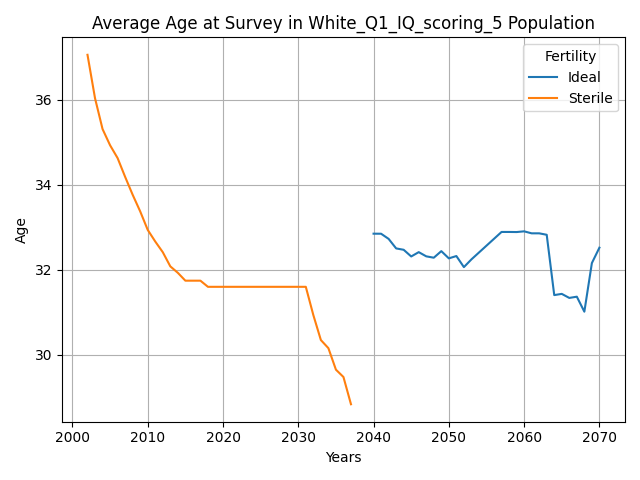 Average Age at Survey in White_Q1_IQ_scoring_5 Population
Fertility
Ideal
Sterile
36
34
32
30
Age
2000 2010 2020 2030 2040 2050 2060 2070
Years